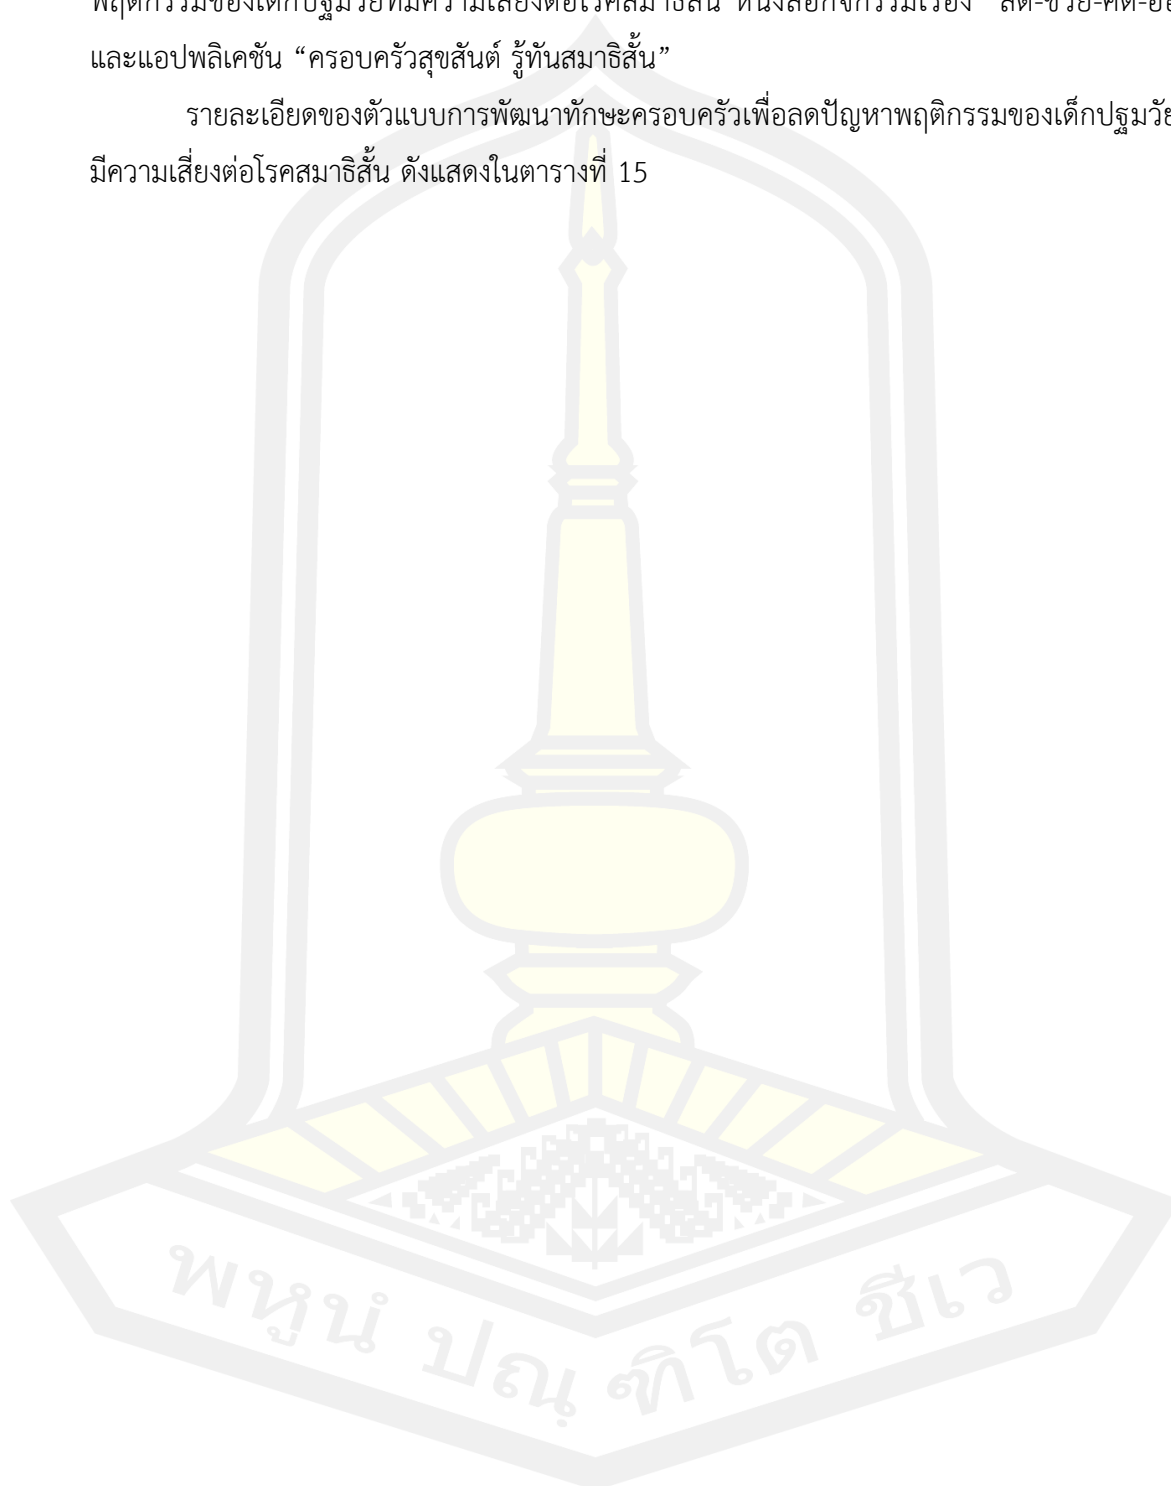 พฤติกรรมของเด็กปฐมวัยที่มีความเสี่ยงต่อโรคสมาธิสั้น หนังสือกิจกรรมเรื่อง
และแอปพลิเคชัน “ครอบครัวสุขสันต์ รู้ทันสมาธิสั้น”
รายละเอียดของตัวแบบการพัฒนาทักษะครอบครัวเพื่อลดปัญหาพฤติกรรมของเด็กปฐมวัย
มีความเสี่ยงต่อโรคสมาธิสั้น ดังแสดงในตารางที่ 15
พหูนํ ปณฺฑิโต ชีเว